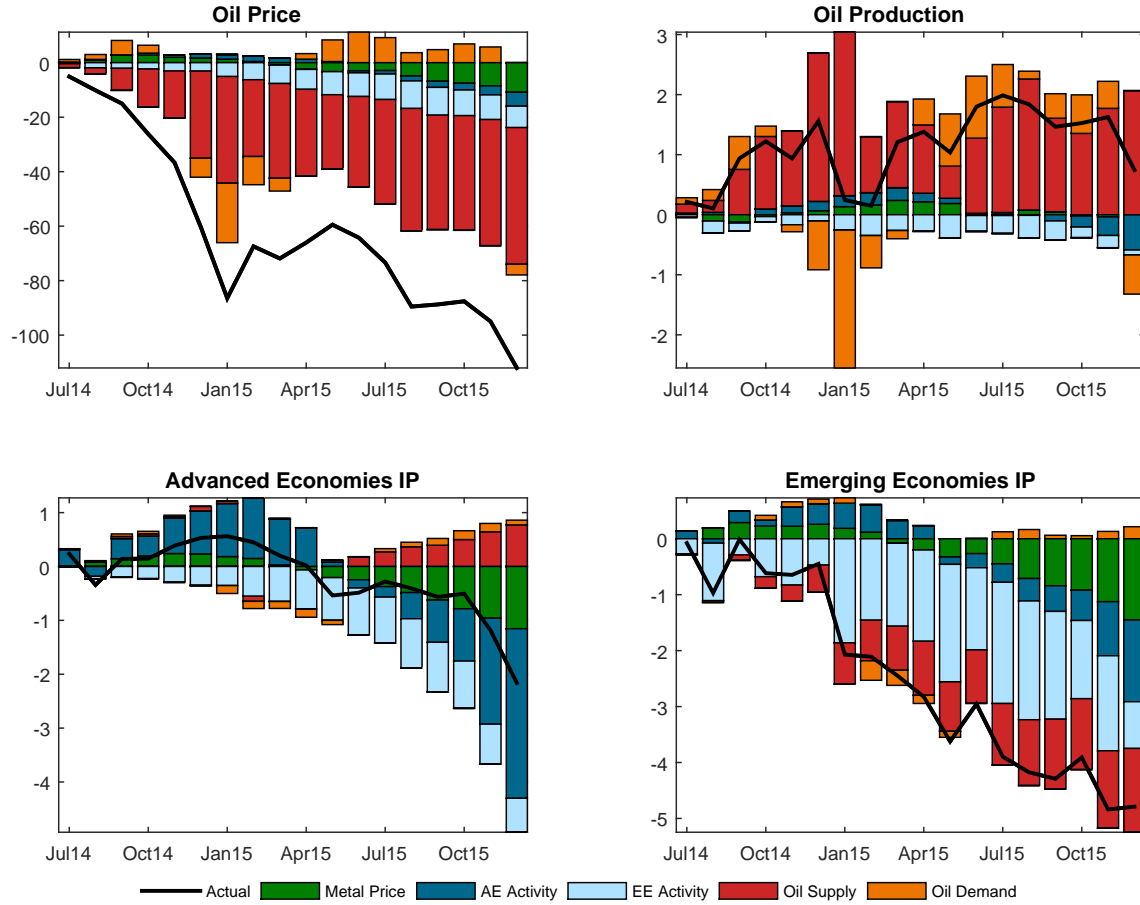 Oil Price
0
-20
-40
-60
-80
-100
Jul14 Oct14 Jan15 Apr15 Jul15 Oct15
Oil Production
3
2
1
0
-1
-2
Jul14 Oct14 Jan15 Apr15 Jul15 Oct15
Advanced Economies IP
1
0
-1
-2
-3
-4
Jul14 Oct14 Jan15 Apr15 Jul15 Oct15
Emerging Economies IP
0
-1
-2
-3
-4
-5
Jul14 Oct14 Jan15 Apr15 Jul15 Oct15
Actual Metal Price AE Activity EE Activity Oil Supply Oil Demand